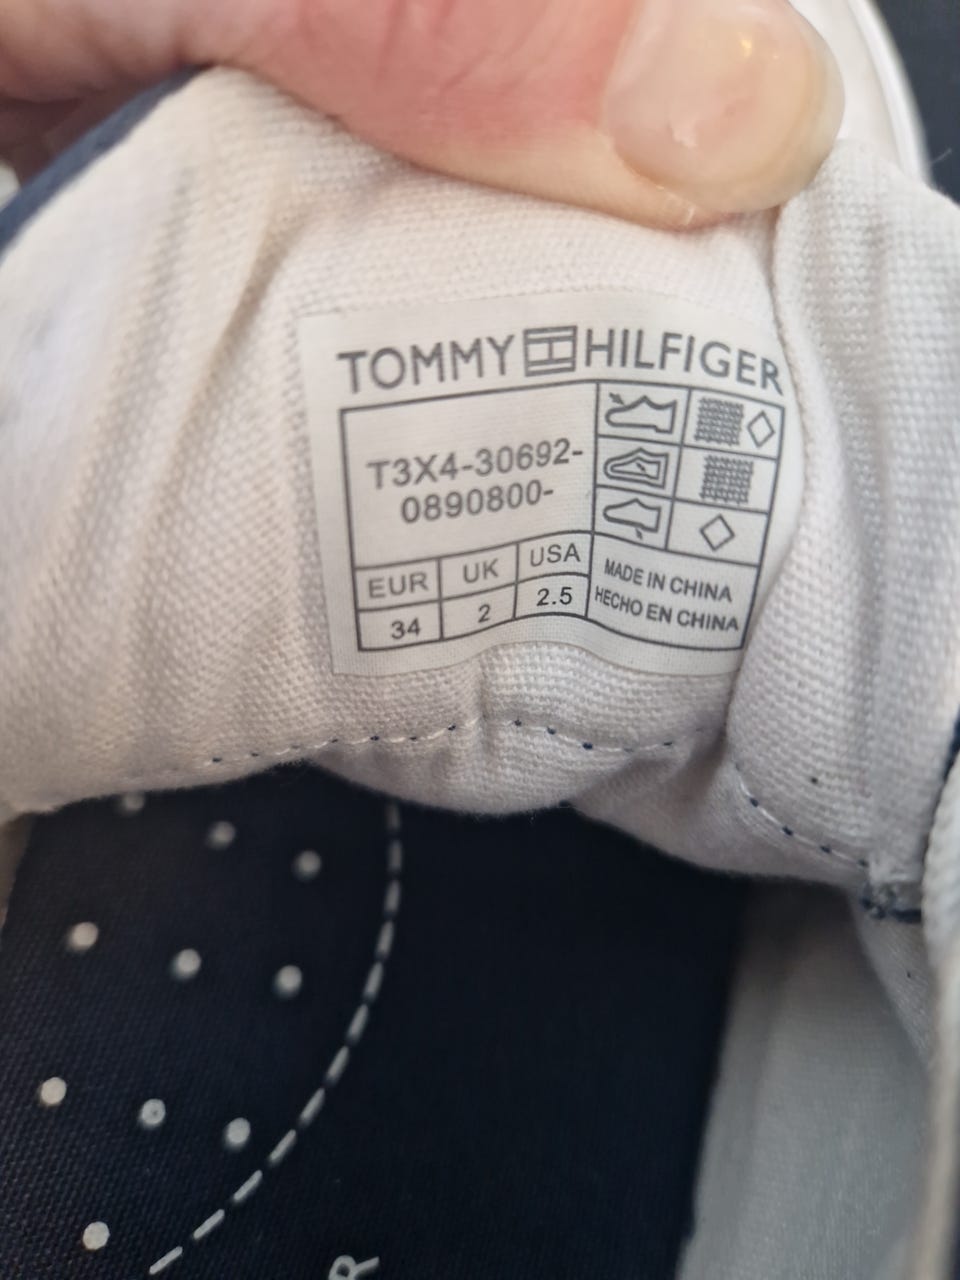 TOMMY HILFIGER
T3X4-30692-
0890800-
EUR UK USA
34 2 2.5
MADE IN CHINA
HECHO EN CHINA
R